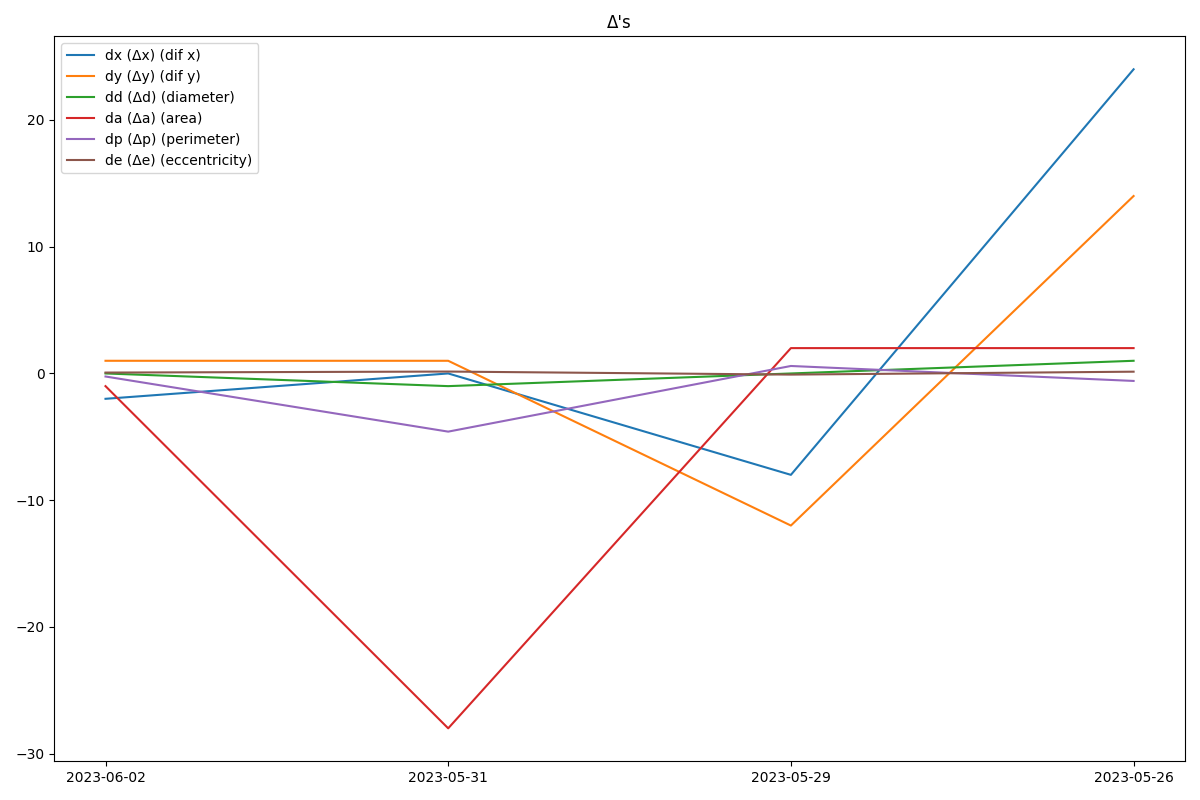 Δ's
dx (Δx) (dif x)
dy (Δy) (dif y)
dd (Δd) (diameter)
da (Δa) (area)
dp (Δp) (perimeter)
de (Δe) (eccentricity)
20
10
0
−10
−20
−30
2023-06-02 2023-05-31 2023-05-29 2023-05-26